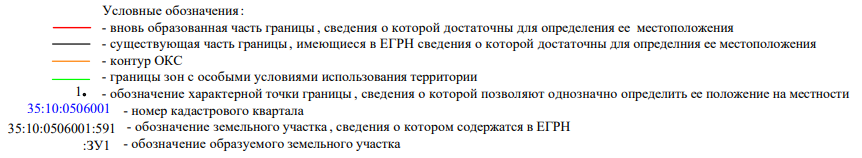 Условные обозначения:
- вновь образованная часть границы, сведения о которой достаточны для определения ее местоположения
- существующая часть границы, имеющиеся в ЕГРН сведения о которой достаточны для определния ее местоположения
- контур ОКС
- границы зон с особыми условиями использования территории
1. - обозначение характерной точки границы, сведения о которой позволяют однозначно определить ее положение на местности
35:10:0506001 - номер кадастрового квартала
35:10:0506001:591 - обозначение земельного участка, сведения о котором содержатся в ЕГРН
:ЗУ1 - обозначение образуемого земельного участка